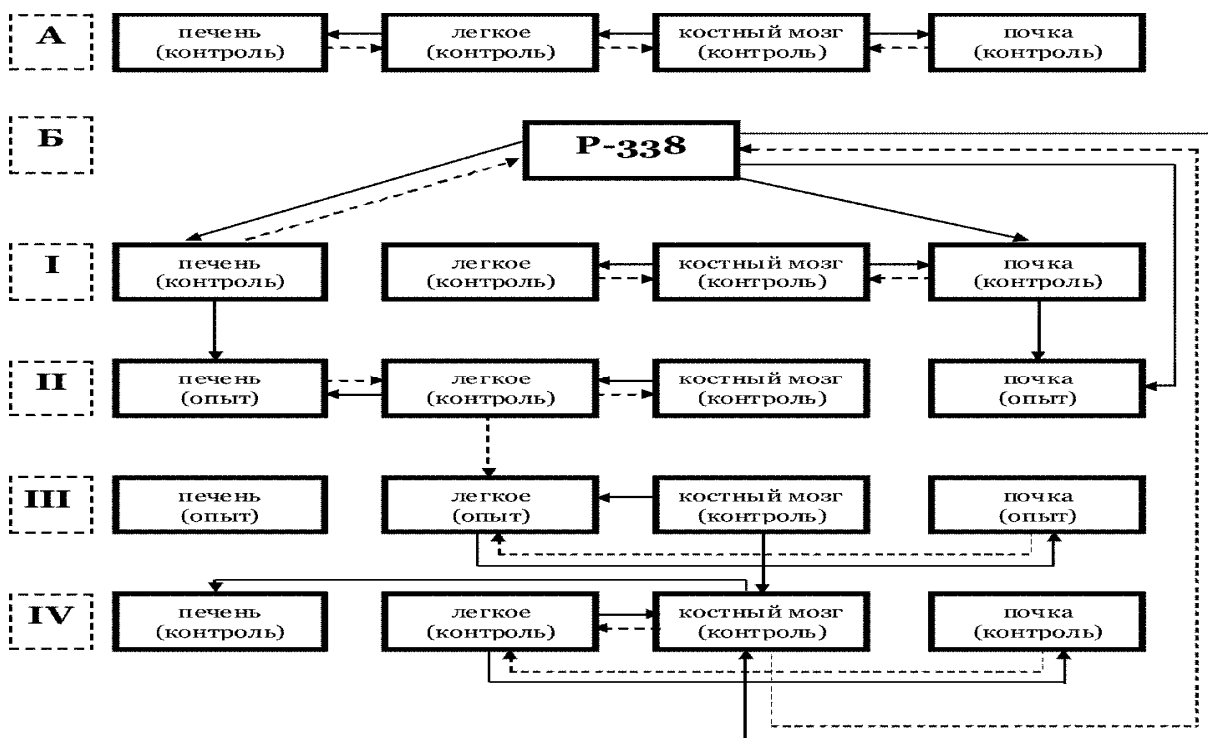 А
печень
(контроль)
легкое
(контроль)
костный мозг
(контроль)
почка
(контроль)
Б
Р-338
I
печень
(контроль)
легкое
(контроль)
костный мозг
(контроль)
почка
(контроль)
II
печень
(опыт)
легкое
(контроль)
костный мозг
(контроль)
почка
(опыт)
III
печень
(опыт)
легкое
(опыт)
костный мозг
(контроль)
почка
(опыт)
IV
печень
(контроль)
легкое
(контроль)
костный мозг
(контроль)
почка
(контроль)